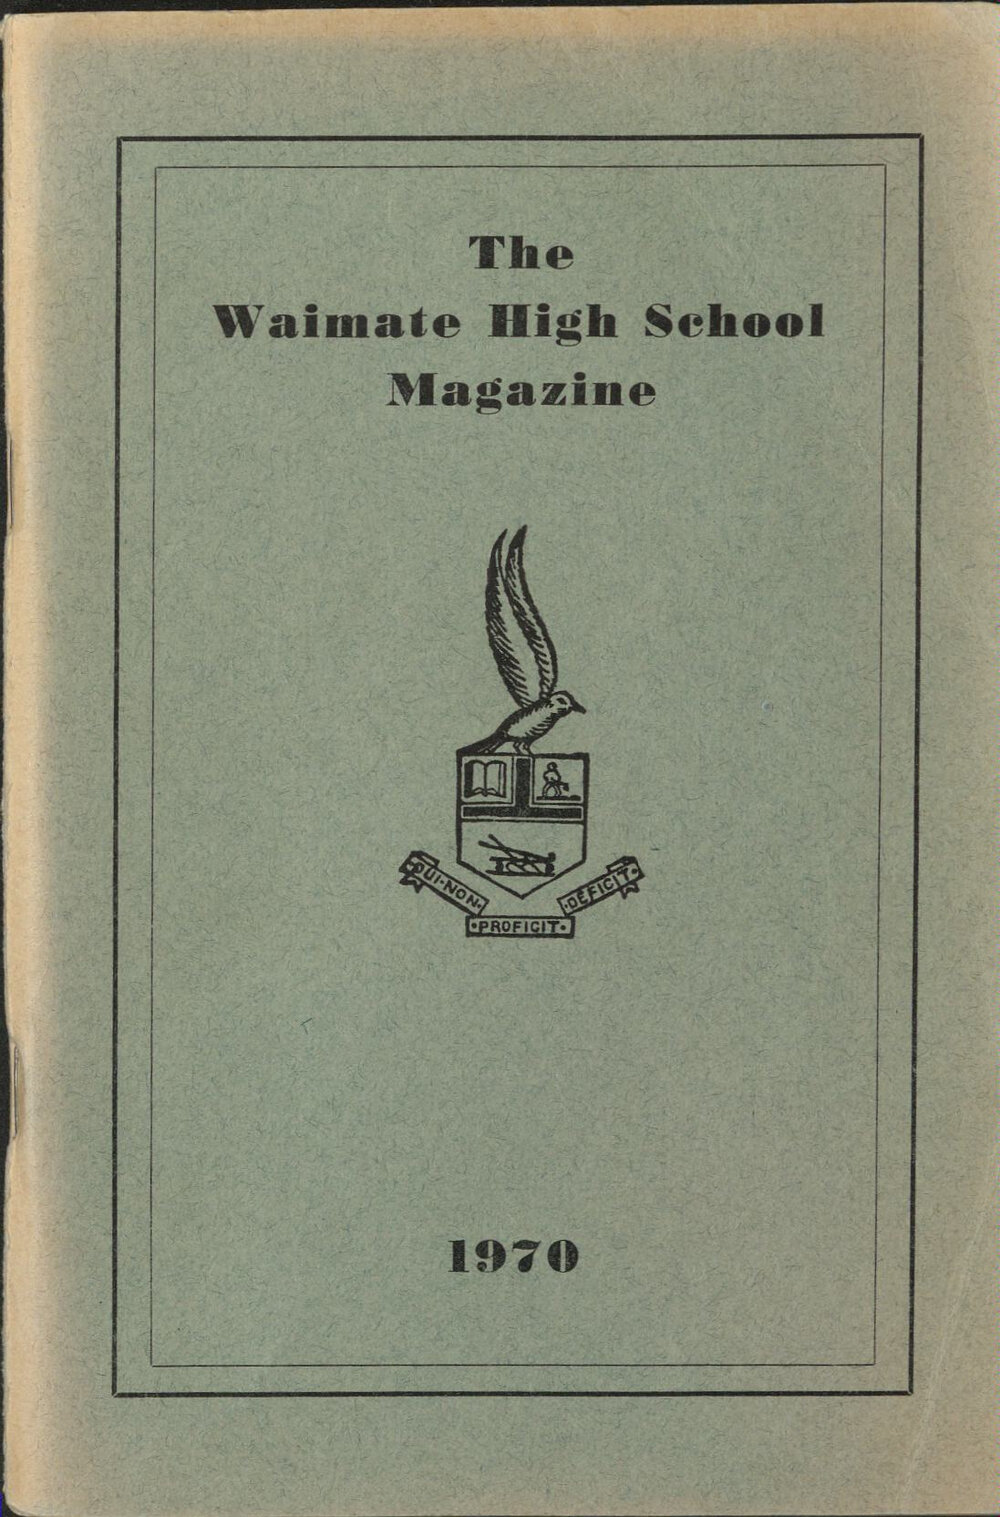 The
Waimate High School
Magazine
QUI·NON·
·PROFICIT·
·DEFICIT·
1970